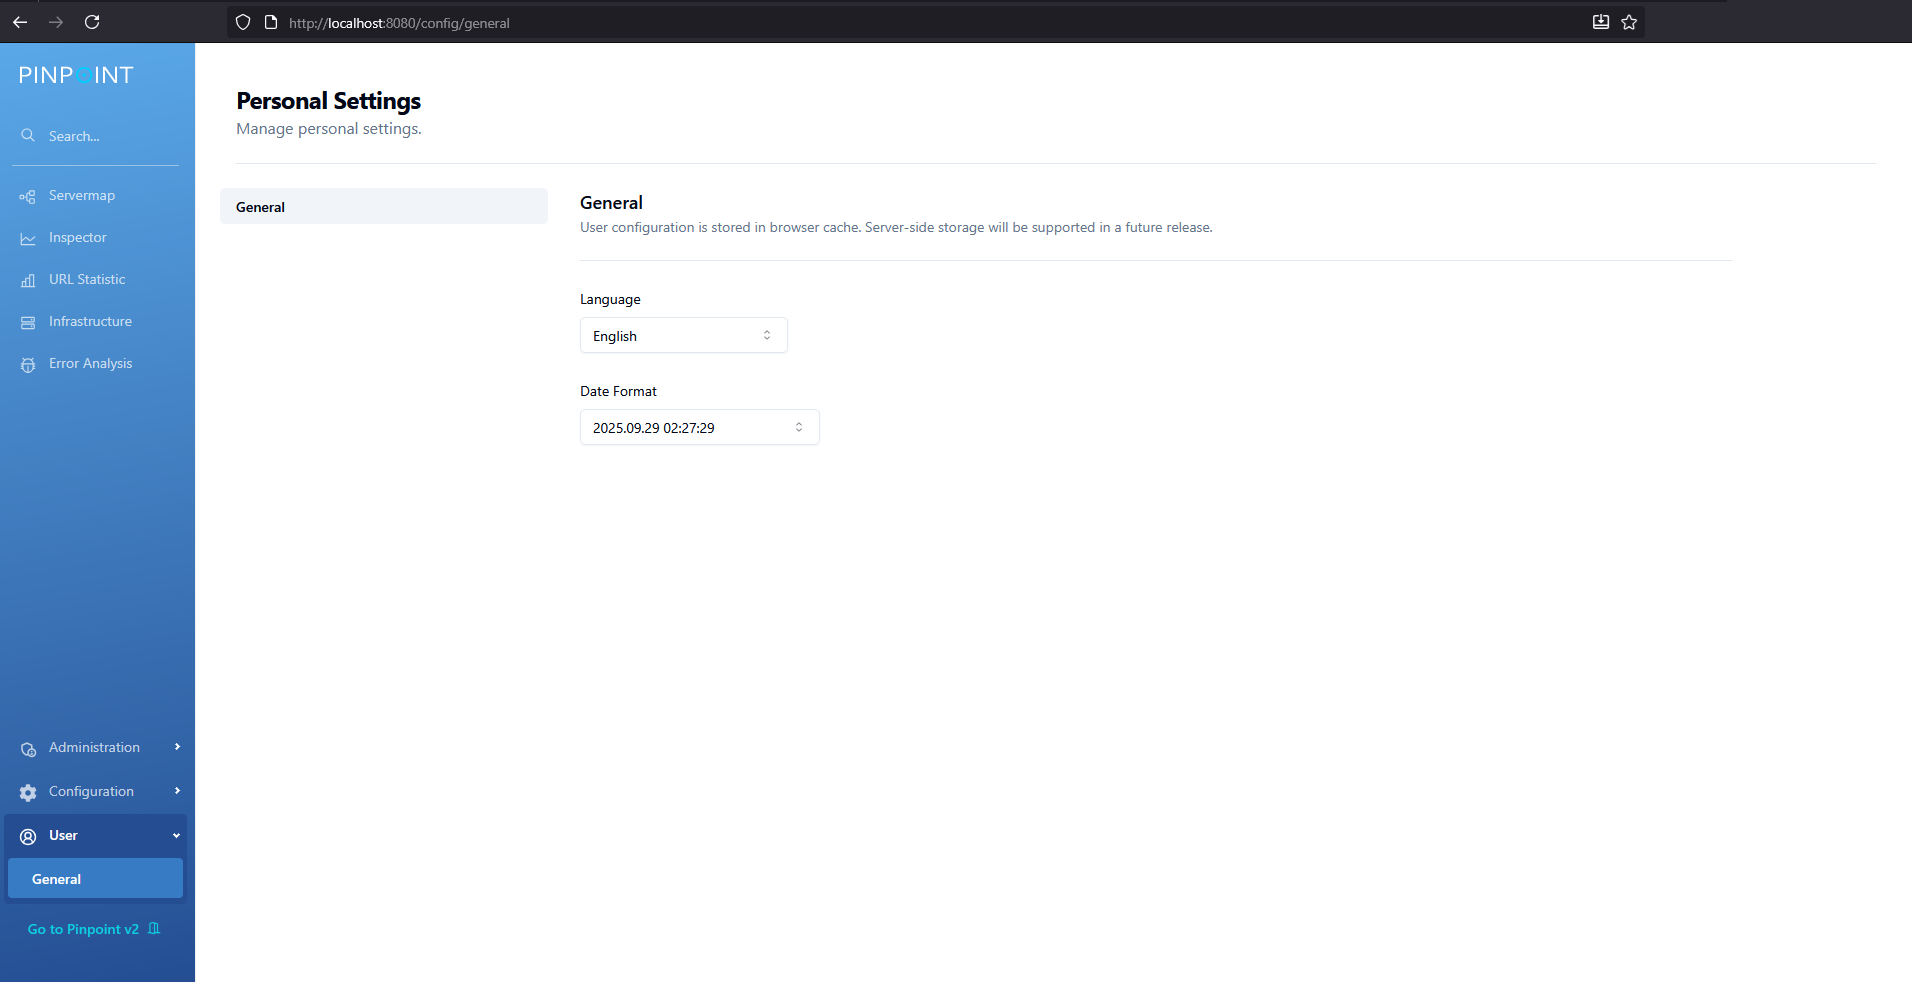 http://localhost:8080/config/general
PINPOINT
Search...
Servermap
Inspector
URL Statistic
Infrastructure
Error Analysis
Administration
Configuration
User
General
Go to Pinpoint v2
Personal Settings
Manage personal settings.
General
General
User configuration is stored in browser cache. Server-side storage will be supported in a future release.
Language
English
Date Format
2025.09.29 02:27:29